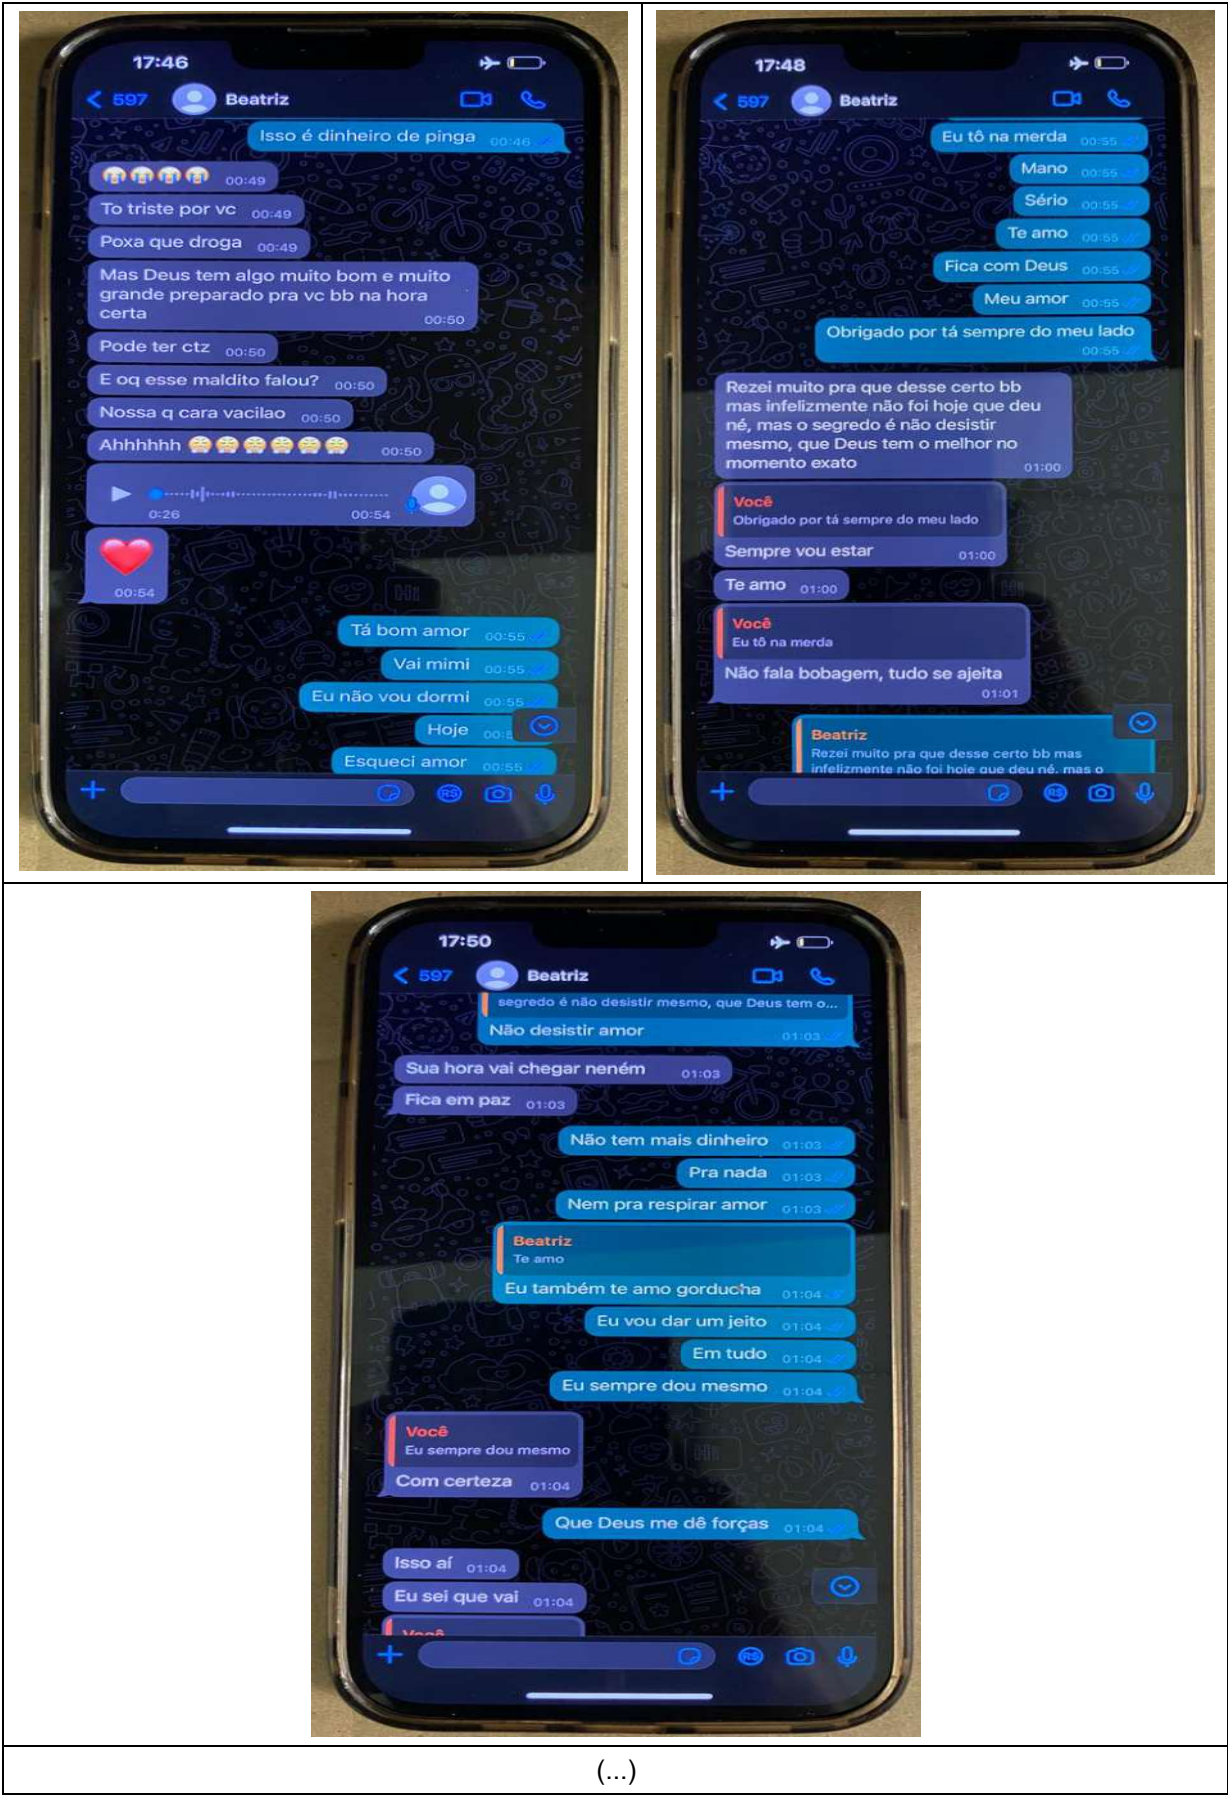 17:46
597 Beatriz
Isso é dinheiro de pinga 00:46
😭😭😭😭 00:49
To triste por vc 00:49
Poxa que droga 00:49
Mas Deus tem algo muito bom e muito
grande preparado pra vc bb na hora
certa 00:50
Pode ter ctz 00:50
E oq esse maldito falou? 00:50
Nossa q cara vacilao 00:50
Ahhhhhh 00:50
0:26 00:54
❤️
00:54
Tá bom amor 00:55
Vai mimi 00:55
Eu não vou dormi 00:55
Hoje
Esqueci amor 00:55
R$
17:48
597 Beatriz
Eu tô na merda 00:55
Mano 00:55
Sério 00:55
Te amo 00:55
Fica com Deus 00:55
Meu amor 00:55
Obrigado por tá sempre do meu lado
00:55
Rezei muito pra que desse certo bb
mas infelizmente não foi hoje que deu
né, mas o segredo é não desistir
mesmo, que Deus tem o melhor no
momento exato 01:00
Você
Obrigado por tá sempre do meu lado
Sempre vou estar 01:00
Te amo 01:00
Você
Eu tô na merda
Não fala bobagem, tudo se ajeita
01:01
Beatriz
Rezei muito pra que desse certo bb mas
infelizmente não foi hoje que deu né, mas o
R$
17:50
597 Beatriz
segredo é não desistir mesmo, que Deus tem o...
Não desistir amor 01:03
Sua hora vai chegar neném 01:03
Fica em paz 01:03
Não tem mais dinheiro 01:03
Pra nada 01:03
Nem pra respirar amor 01:03
Beatriz
Te amo
Eu também te amo gorducha 01:04
Eu vou dar um jeito 01:04
Em tudo 01:04
Eu sempre dou mesmo 01:04
Você
Eu sempre dou mesmo
Com certeza 01:04
Que Deus me dê forças 01:04
Isso aí 01:04
Eu sei que vai 01:04
Você
R$
(...)